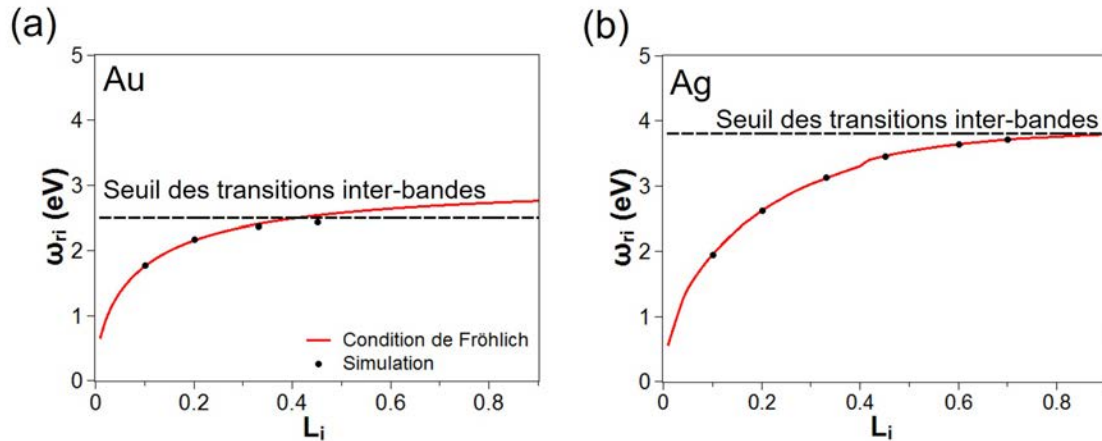 (a)
Au
5
4
3
2
1
0
Seuil des transitions inter-bandes
Condition de Fröhlich
Simulation
ω_ri (eV)
0
0.2
0.4
0.6
0.8
L_i
(b)
Ag
5
4
3
2
1
0
Seuil des transitions inter-bandes
ω_ri (eV)
0
0.2
0.4
0.6
0.8
L_i